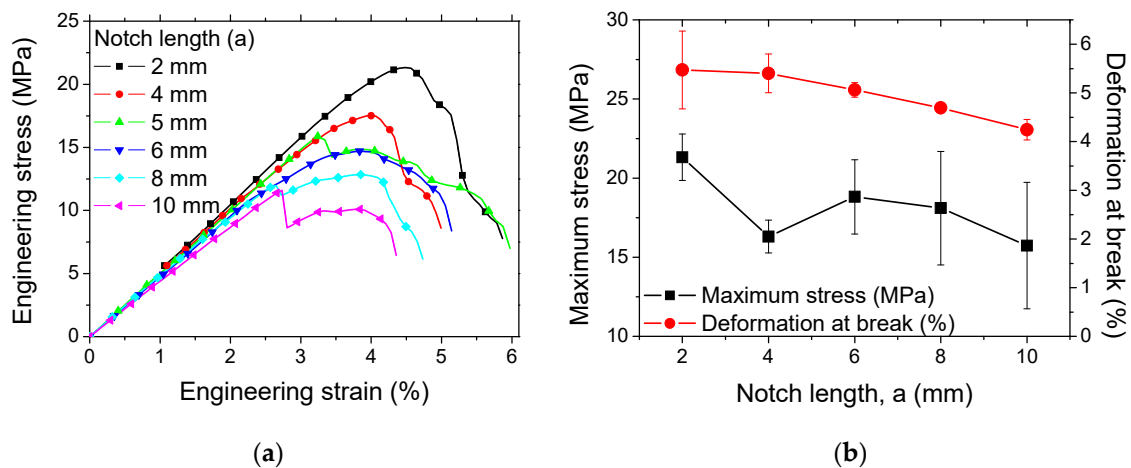 Notch length (a)
2 mm
4 mm
5 mm
6 mm
8 mm
10 mm
Engineering stress (MPa)
25
20
15
10
5
0
0 1 2 3 4 5 6
Engineering strain (%)
(a)
Maximum stress (MPa)
30
25
20
15
10
Maximum stress (MPa)
Deformation at break (%)
2 4 6 8 10
Notch length, a (mm)
6
5
4
3
2
1
0
Deformation at break (%)
(b)